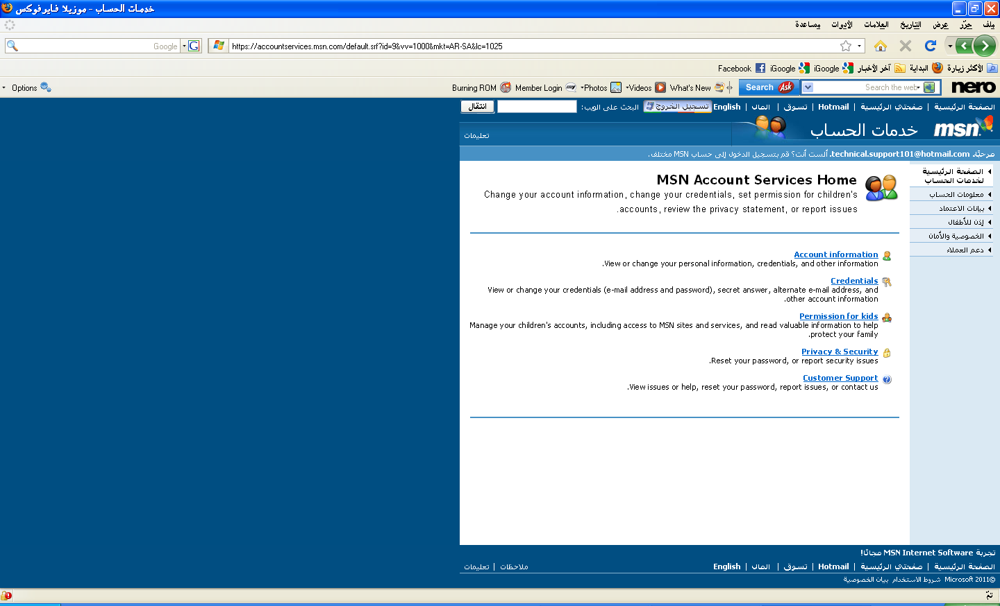 خدمات الحساب - موزيلا فايرفوكس
ملف حرّر عرض التاريخ العلامات الأدوات مساعدة
https://accountservices.msn.com/default.srf?id=9&vv=1000&mkt=AR-SA&lc=1025
Google
الأكثر زيارة البداية آخر الأخبار iGoogle iGoogle Facebook
nero Search the web Ask Search What's New Videos Photos Member Login Burning ROM Options
الصفحة الرئيسية | صفحتي الرئيسية | Hotmail | تسوق | المال | English تسجيل الخروج البحث على الويب: انتقال
msn خدمات الحساب
تعليمات
مرحبًا، technical.support101@hotmail.com. ألست أنت؟ قم بتسجيل الدخول إلى حساب MSN مختلف.
الصفحة الرئيسية
لخدمات الحساب
معلومات الحساب
بيانات الاعتماد
إذن للأطفال
الخصوصية والأمان
دعم العملاء
MSN Account Services Home
Change your account information, change your credentials, set permission for children's
.accounts, review the privacy statement, or report issues
Account information
.View or change your personal information, credentials, and other information
Credentials
View or change your credentials (e-mail address and password), secret answer, alternate e-mail address, and
.other account information
Permission for kids
Manage your children's accounts, including access to MSN sites and services, and read valuable information to help
.protect your family
Privacy & Security
.Reset your password, or report security issues
Customer Support
.View issues or help, reset your password, report issues, or contact us
تجربة MSN Internet Software مجانًا!
الصفحة الرئيسية | صفحتي الرئيسية | Hotmail | تسوق | المال | English
ملاحظات | تعليمات
©Microsoft 2011 شروط الاستخدام بيان الخصوصية
تمّ